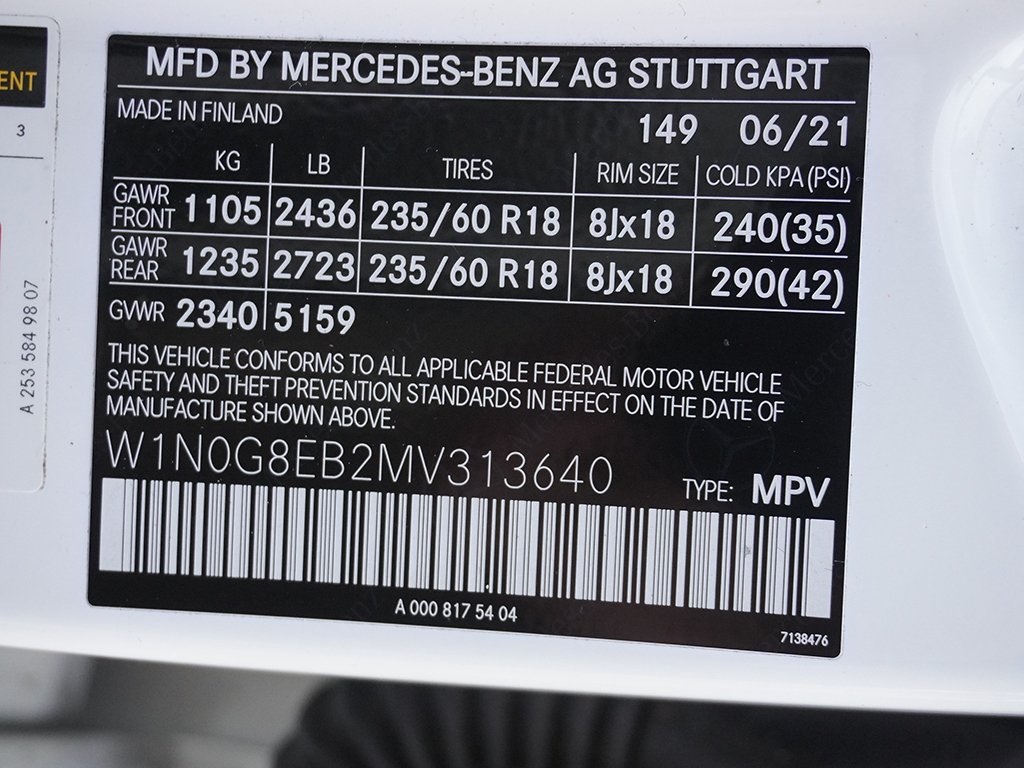 ENT
3
A 253 584 98 07
MFD BY MERCEDES-BENZ AG STUTTGART
MADE IN FINLAND
149 06/21
KG LB TIRES RIM SIZE COLD KPA (PSI)
GAWR FRONT 1105 2436 235/60 R18 8Jx18 240(35)
GAWR REAR 1235 2723 235/60 R18 8Jx18 290(42)
GVWR 2340 5159
THIS VEHICLE CONFORMS TO ALL APPLICABLE FEDERAL MOTOR VEHICLE
SAFETY AND THEFT PREVENTION STANDARDS IN EFFECT ON THE DATE OF
MANUFACTURE SHOWN ABOVE.
W1N0G8EB2MV313640
TYPE: MPV
A 000 817 54 04
7138476